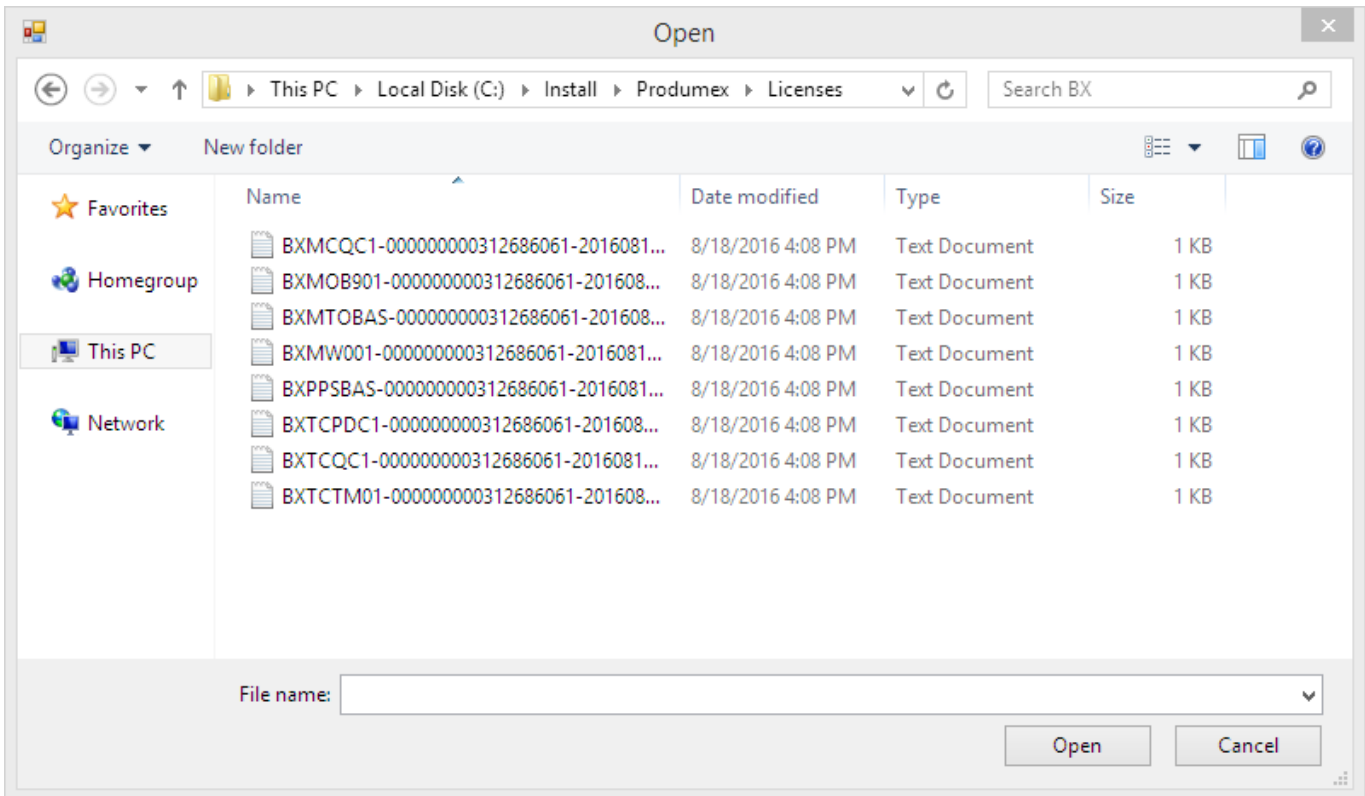 Open
This PC Local Disk (C:) Install Produmex Licenses Search BX
Organize New folder
Name Date modified Type Size
Favorites
Homegroup
This PC
Network
BXMCQC1-000000000312686061-2016081... 8/18/2016 4:08 PM Text Document 1 KB
BXMOB901-000000000312686061-201608... 8/18/2016 4:08 PM Text Document 1 KB
BXMTOBAS-000000000312686061-201608... 8/18/2016 4:08 PM Text Document 1 KB
BXMW001-000000000312686061-2016081... 8/18/2016 4:08 PM Text Document 1 KB
BXPPSBAS-000000000312686061-2016081... 8/18/2016 4:08 PM Text Document 1 KB
BXTCPDC1-000000000312686061-201608... 8/18/2016 4:08 PM Text Document 1 KB
BXTCQC1-000000000312686061-2016081... 8/18/2016 4:08 PM Text Document 1 KB
BXTCTM01-000000000312686061-201608... 8/18/2016 4:08 PM Text Document 1 KB
File name:
Open Cancel